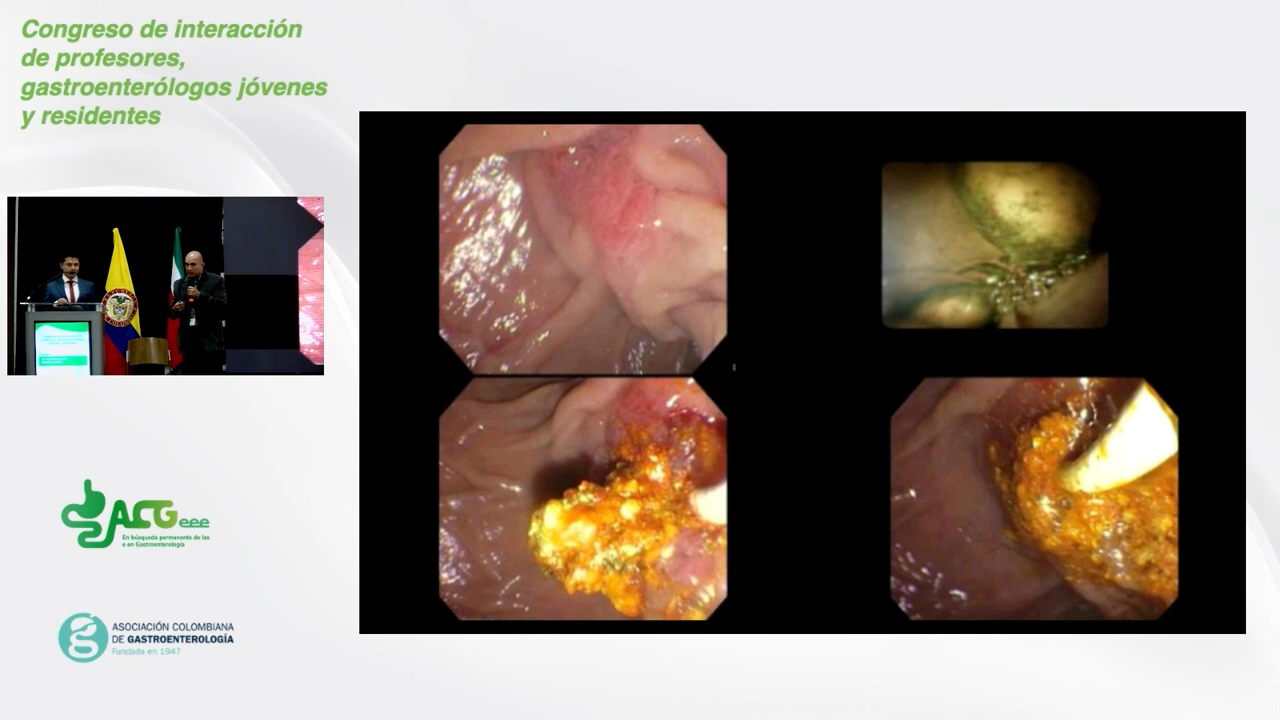 Congreso de interacción
de profesores,
gastroenterólogos jóvenes
y residentes
ACGeee
En búsqueda permanente de las
e en Gastroenterología
ASOCIACIÓN COLOMBIANA
DE GASTROENTEROLOGÍA
Fundada en 1947